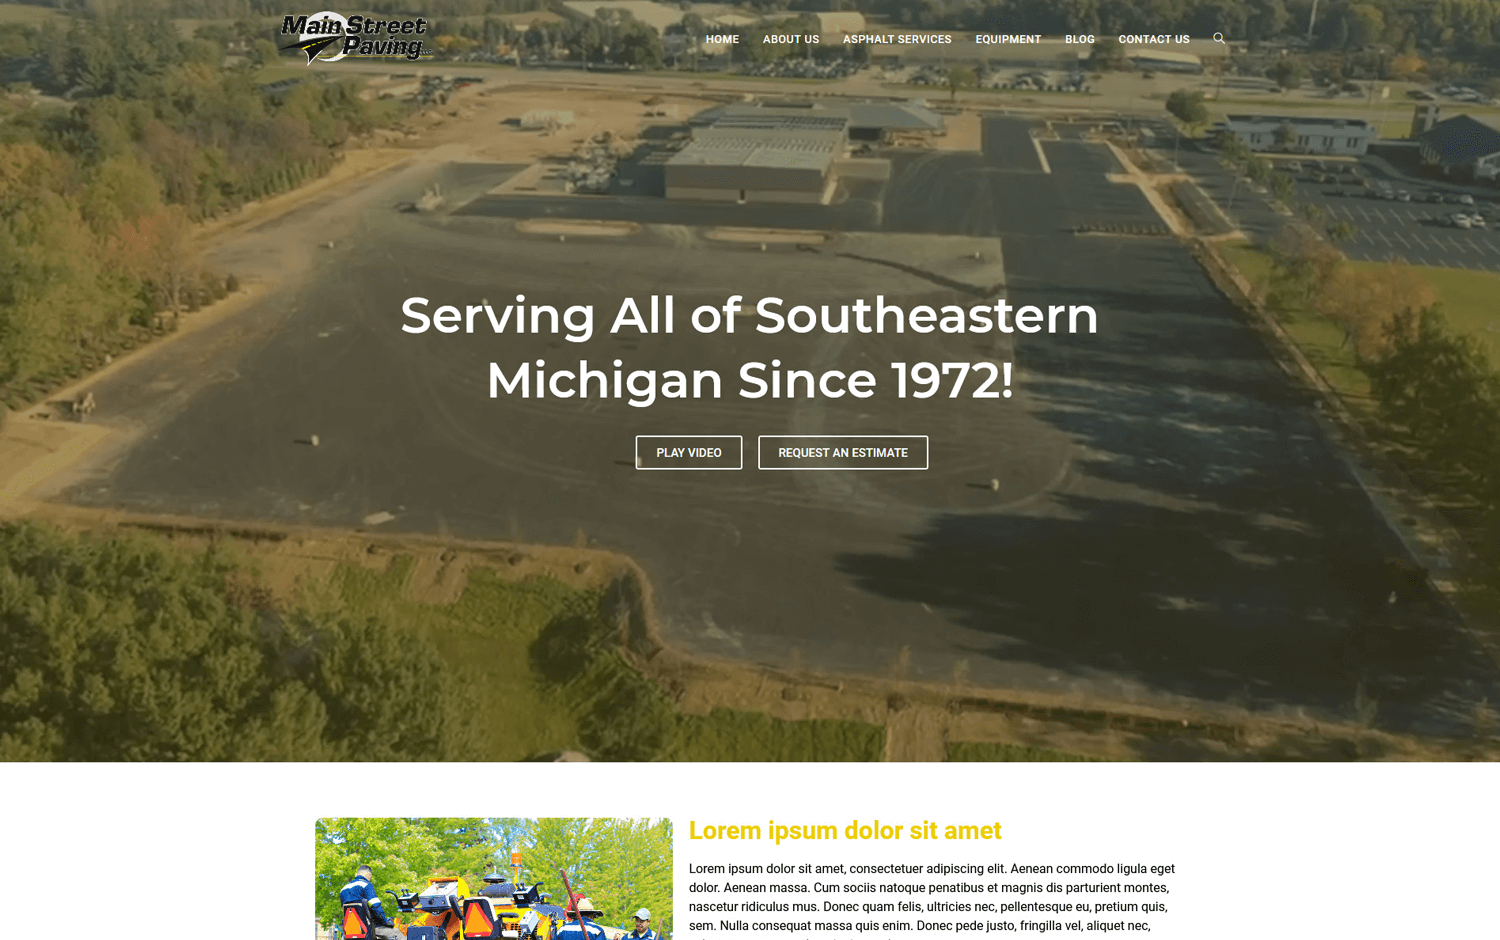 Main Street
Paving
HOME
ABOUT US
ASPHALT SERVICES
EQUIPMENT
BLOG
CONTACT US
Serving All of Southeastern
Michigan Since 1972!
PLAY VIDEO
REQUEST AN ESTIMATE
Lorem ipsum dolor sit amet
Lorem ipsum dolor sit amet, consectetuer adipiscing elit. Aenean commodo ligula eget
dolor. Aenean massa. Cum sociis natoque penatibus et magnis dis parturient montes,
nascetur ridiculus mus. Donec quam felis, ultricies nec, pellentesque eu, pretium quis,
sem. Nulla consequat massa quis enim. Donec pede justo, fringilla vel, aliquet nec,